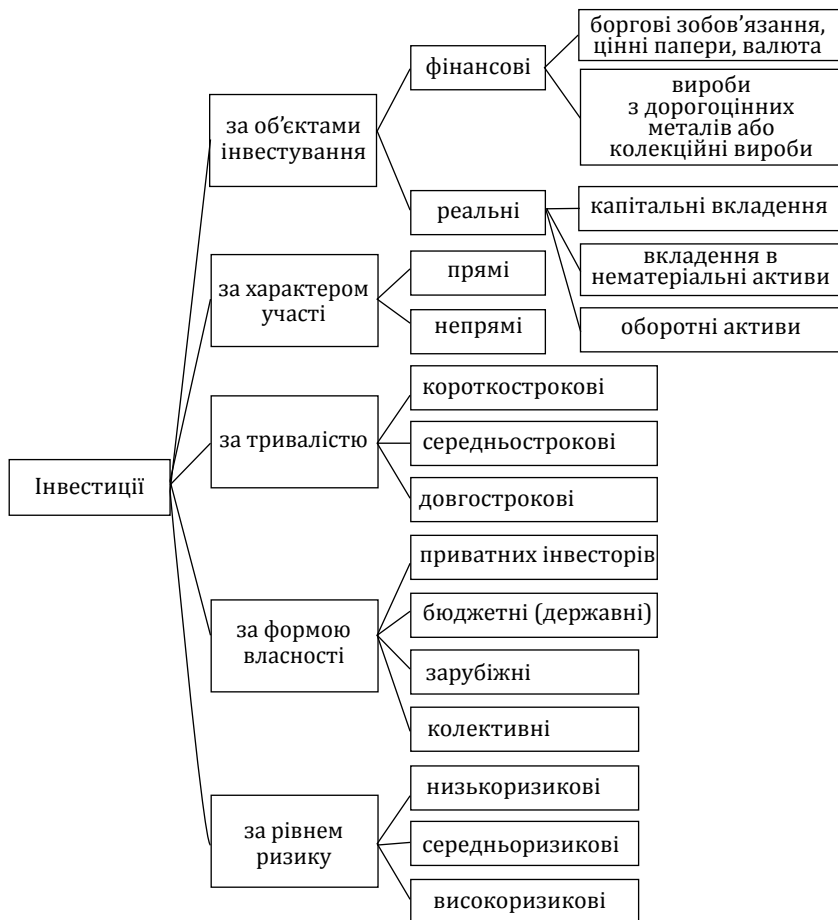 Інвестиції
за об’єктами
інвестування
фінансові
боргові зобов’язання,
цінні папери, валюта
вироби
з дорогоцінних
металів або
колекційні вироби
реальні
капітальні вкладення
вкладення в
нематеріальні активи
оборотні активи
за характером
участі
прямі
непрямі
за тривалістю
короткострокові
середньострокові
довгострокові
за формою
власності
приватних інвесторів
бюджетні (державні)
зарубіжні
колективні
за рівнем
ризику
низькоризикові
середньоризикові
високоризикові